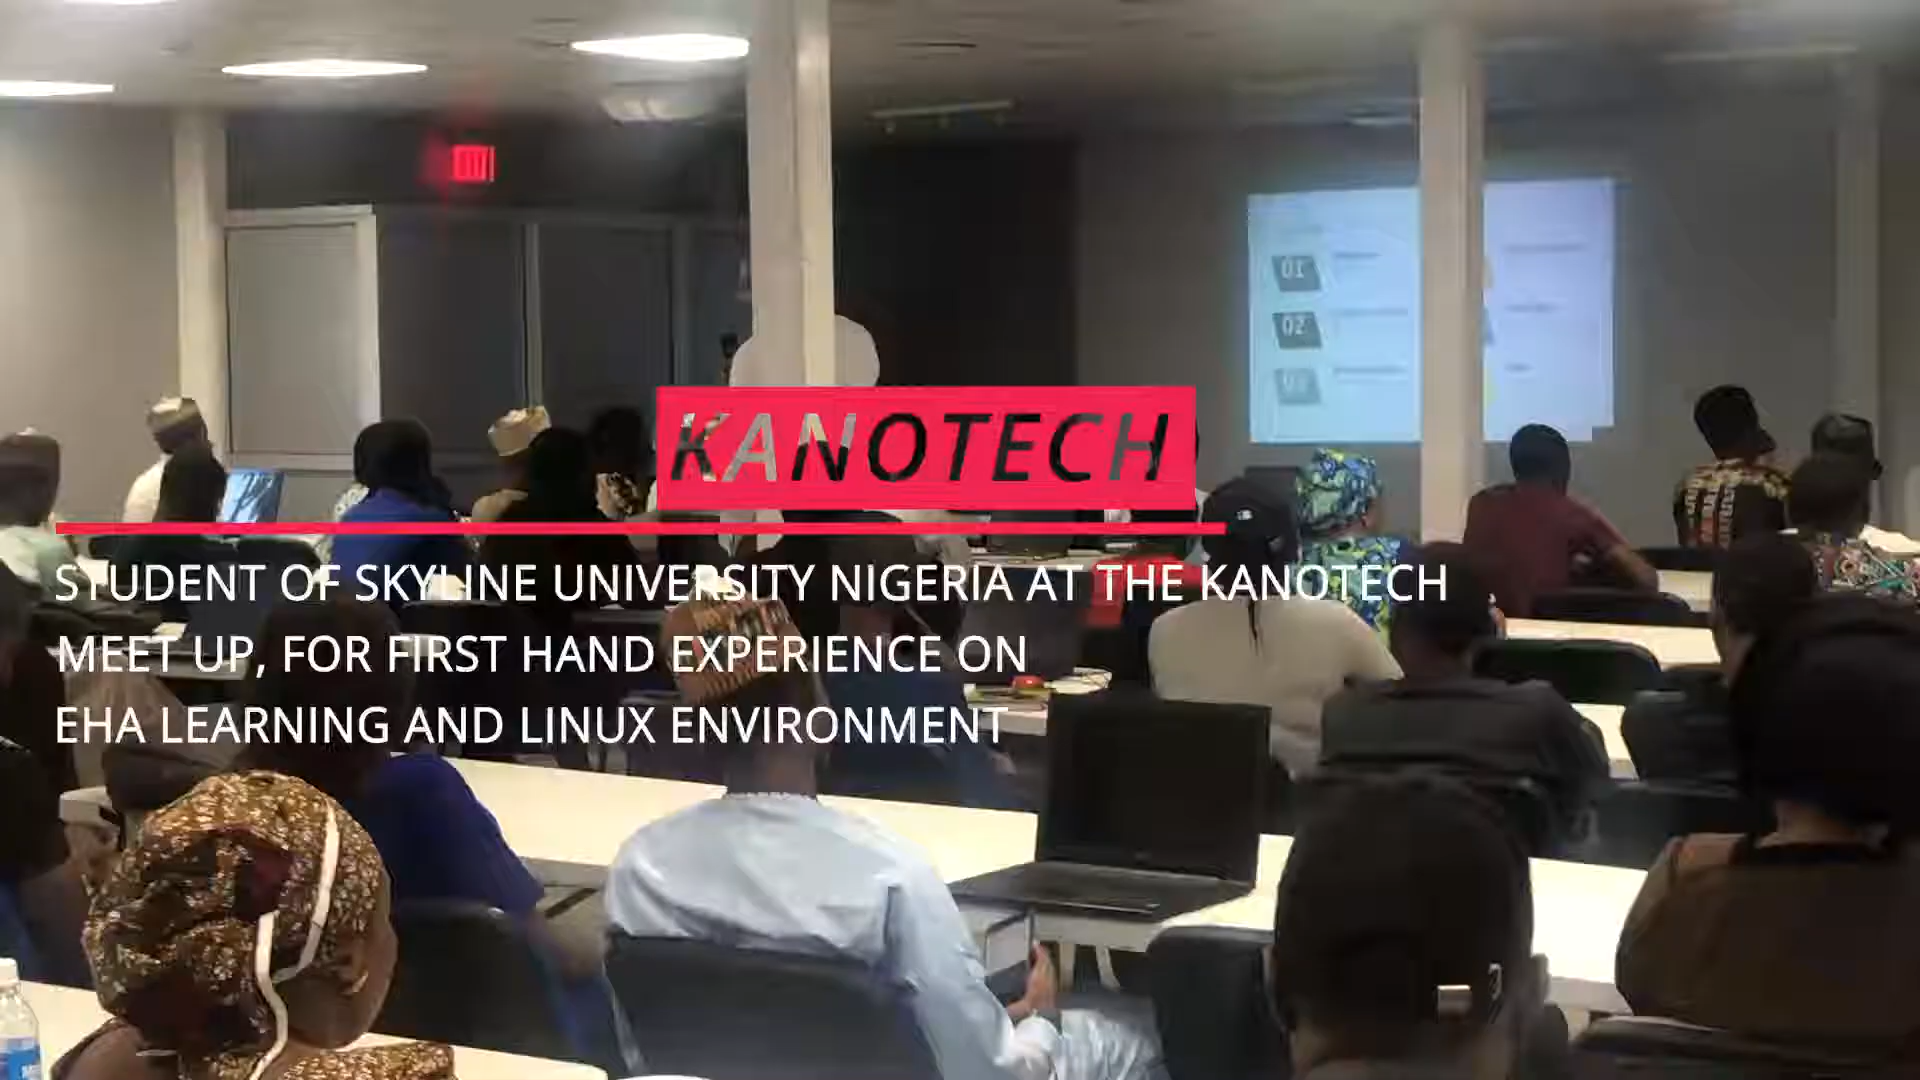 01
02
03
KANOTECH
STUDENT OF SKYLINE UNIVERSITY NIGERIA AT THE KANOTECH
MEET UP, FOR FIRST HAND EXPERIENCE ON
EHA LEARNING AND LINUX ENVIRONMENT